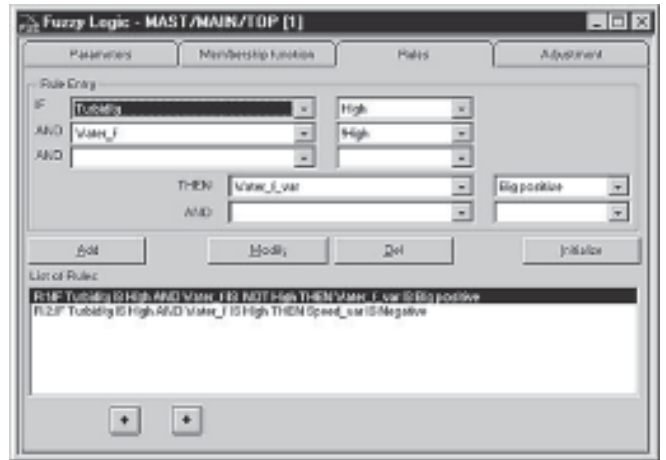 Fuzzy Logic - MAST/MAIN/TOP [1]
Parameters Membership function Rules Adjustment
Rule Entry
IF Turbidity High
AND Water_f !High
AND
THEN Water_f_var Big positive
AND
Add Modify Del Initialize
List of Rules
R:1:IF Turbidity IS High AND Water_f IS NOT High THEN Water_f_var IS Big positive
R:2:IF Turbidity IS High AND Water_f IS High THEN Speed_var IS Negative
+ +